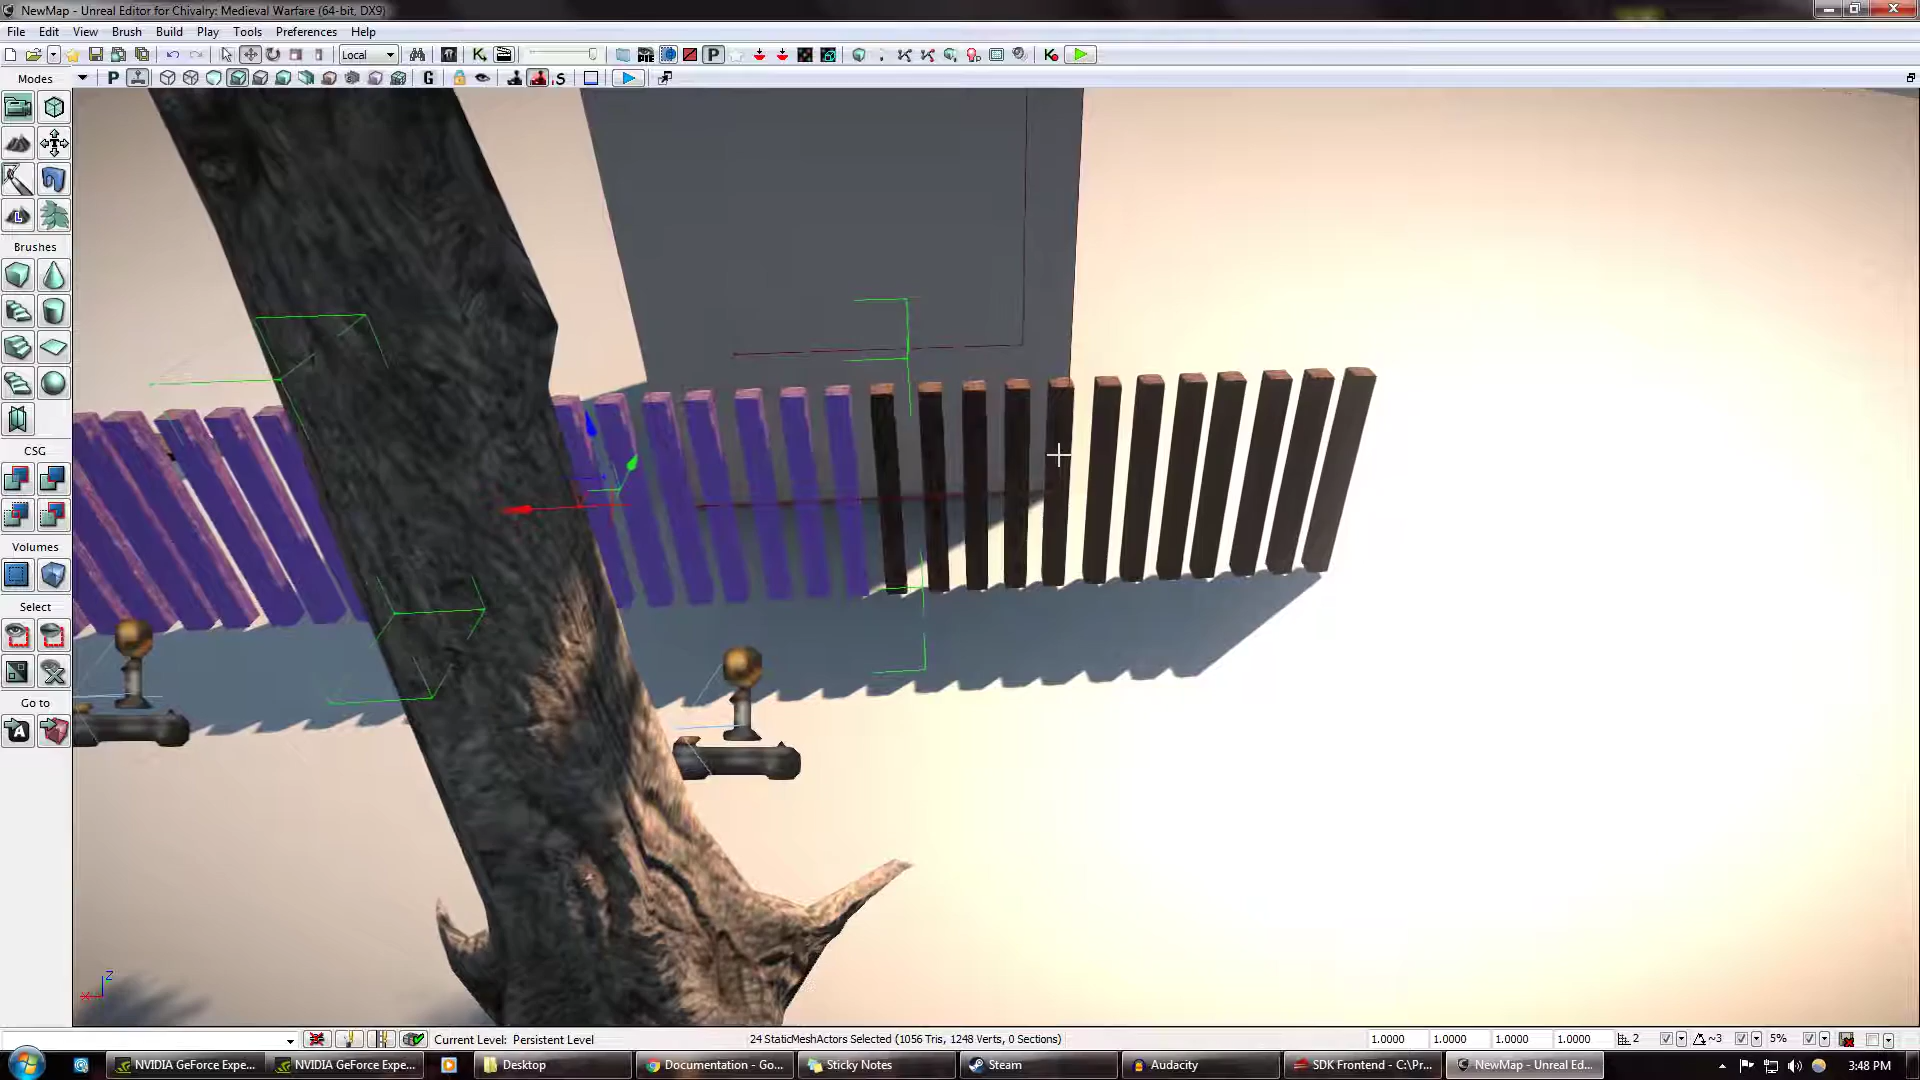 NewMap - Unreal Editor for Chivalry: Medieval Warfare (64-bit, DX9)
File Edit View Brush Build Play Tools Preferences Help
Local
Modes
P
G
S
Brushes
CSG
Volumes
Select
Go to
Z
X
Current Level: Persistent Level
24 StaticMeshActors Selected (1056 Tris, 1248 Verts, 0 Sections)
1.0000 1.0000 1.0000 1.0000
2
~3
5%
NVIDIA GeForce Expe...
NVIDIA GeForce Expe...
Desktop
Documentation - Go...
Sticky Notes
Steam
Audacity
SDK Frontend - C:\Pr...
NewMap - Unreal Ed...
3:48 PM